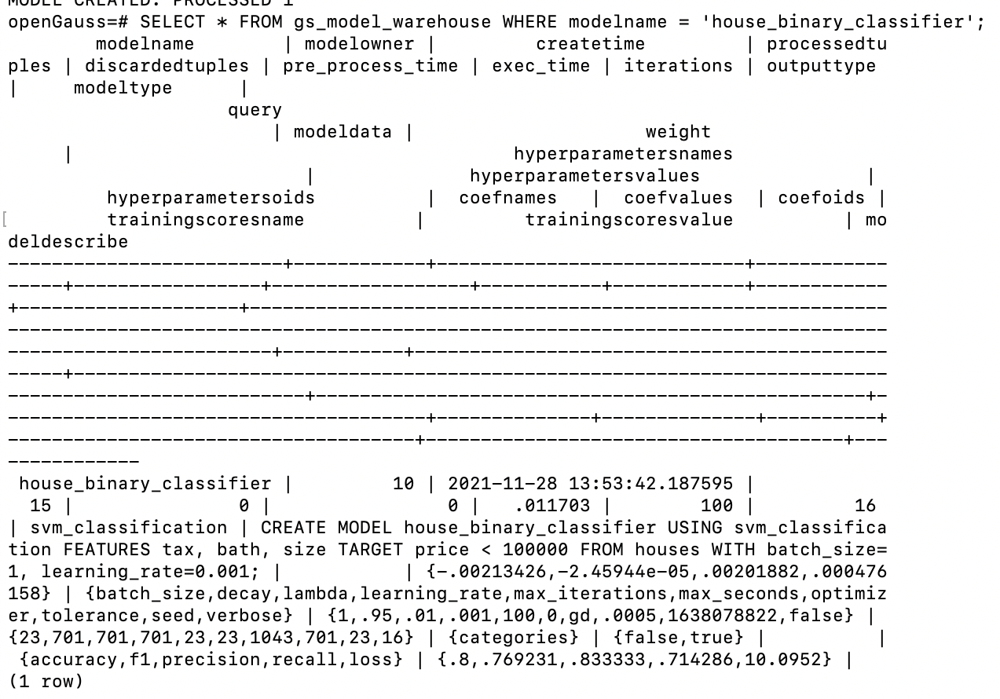 MODEL CREATED. PROCESSED 1
openGauss=# SELECT * FROM gs_model_warehouse WHERE modelname = 'house_binary_classifier';
        modelname        | modelowner |         createtime         | processedtu
ples | discardedtuples | pre_process_time | exec_time | iterations | outputtype
|     modeltype      |
                    query
                        | modeldata |                     weight
     |                                        hyperparametersnames
                           |              hyperparametersvalues               |
         hyperparametersoids          |  coefnames   |  coefvalues  | coefoids |
[        trainingscoresname          |         trainingscoresvalue          | mo
deldescribe
-------------------------+------------+----------------------------+------------
-----+-----------------+------------------+-----------+------------+------------
+--------------------+----------------------------------------------------------
--------------------------------------------------------------------------------
------------------------+-----------+-------------------------------------------
-----+--------------------------------------------------------------------------
---------------------------+--------------------------------------------------+-
--------------------------------------+--------------+--------------+----------+
-------------------------------------+--------------------------------------+---
------------
 house_binary_classifier |         10 | 2021-11-28 13:53:42.187595 |
  15 |               0 |                0 |   .011703 |        100 |         16
| svm_classification | CREATE MODEL house_binary_classifier USING svm_classifica
tion FEATURES tax, bath, size TARGET price < 100000 FROM houses WITH batch_size=
1, learning_rate=0.001; |           | {-.00213426,-2.45944e-05,.00201882,.000476
158} | {batch_size,decay,lambda,learning_rate,max_iterations,max_seconds,optimiz
er,tolerance,seed,verbose} | {1,.95,.01,.001,100,0,gd,.0005,1638078822,false} |
{23,701,701,701,23,23,1043,701,23,16} | {categories} | {false,true} |          |
 {accuracy,f1,precision,recall,loss} | {.8,.769231,.833333,.714286,10.0952} |
(1 row)